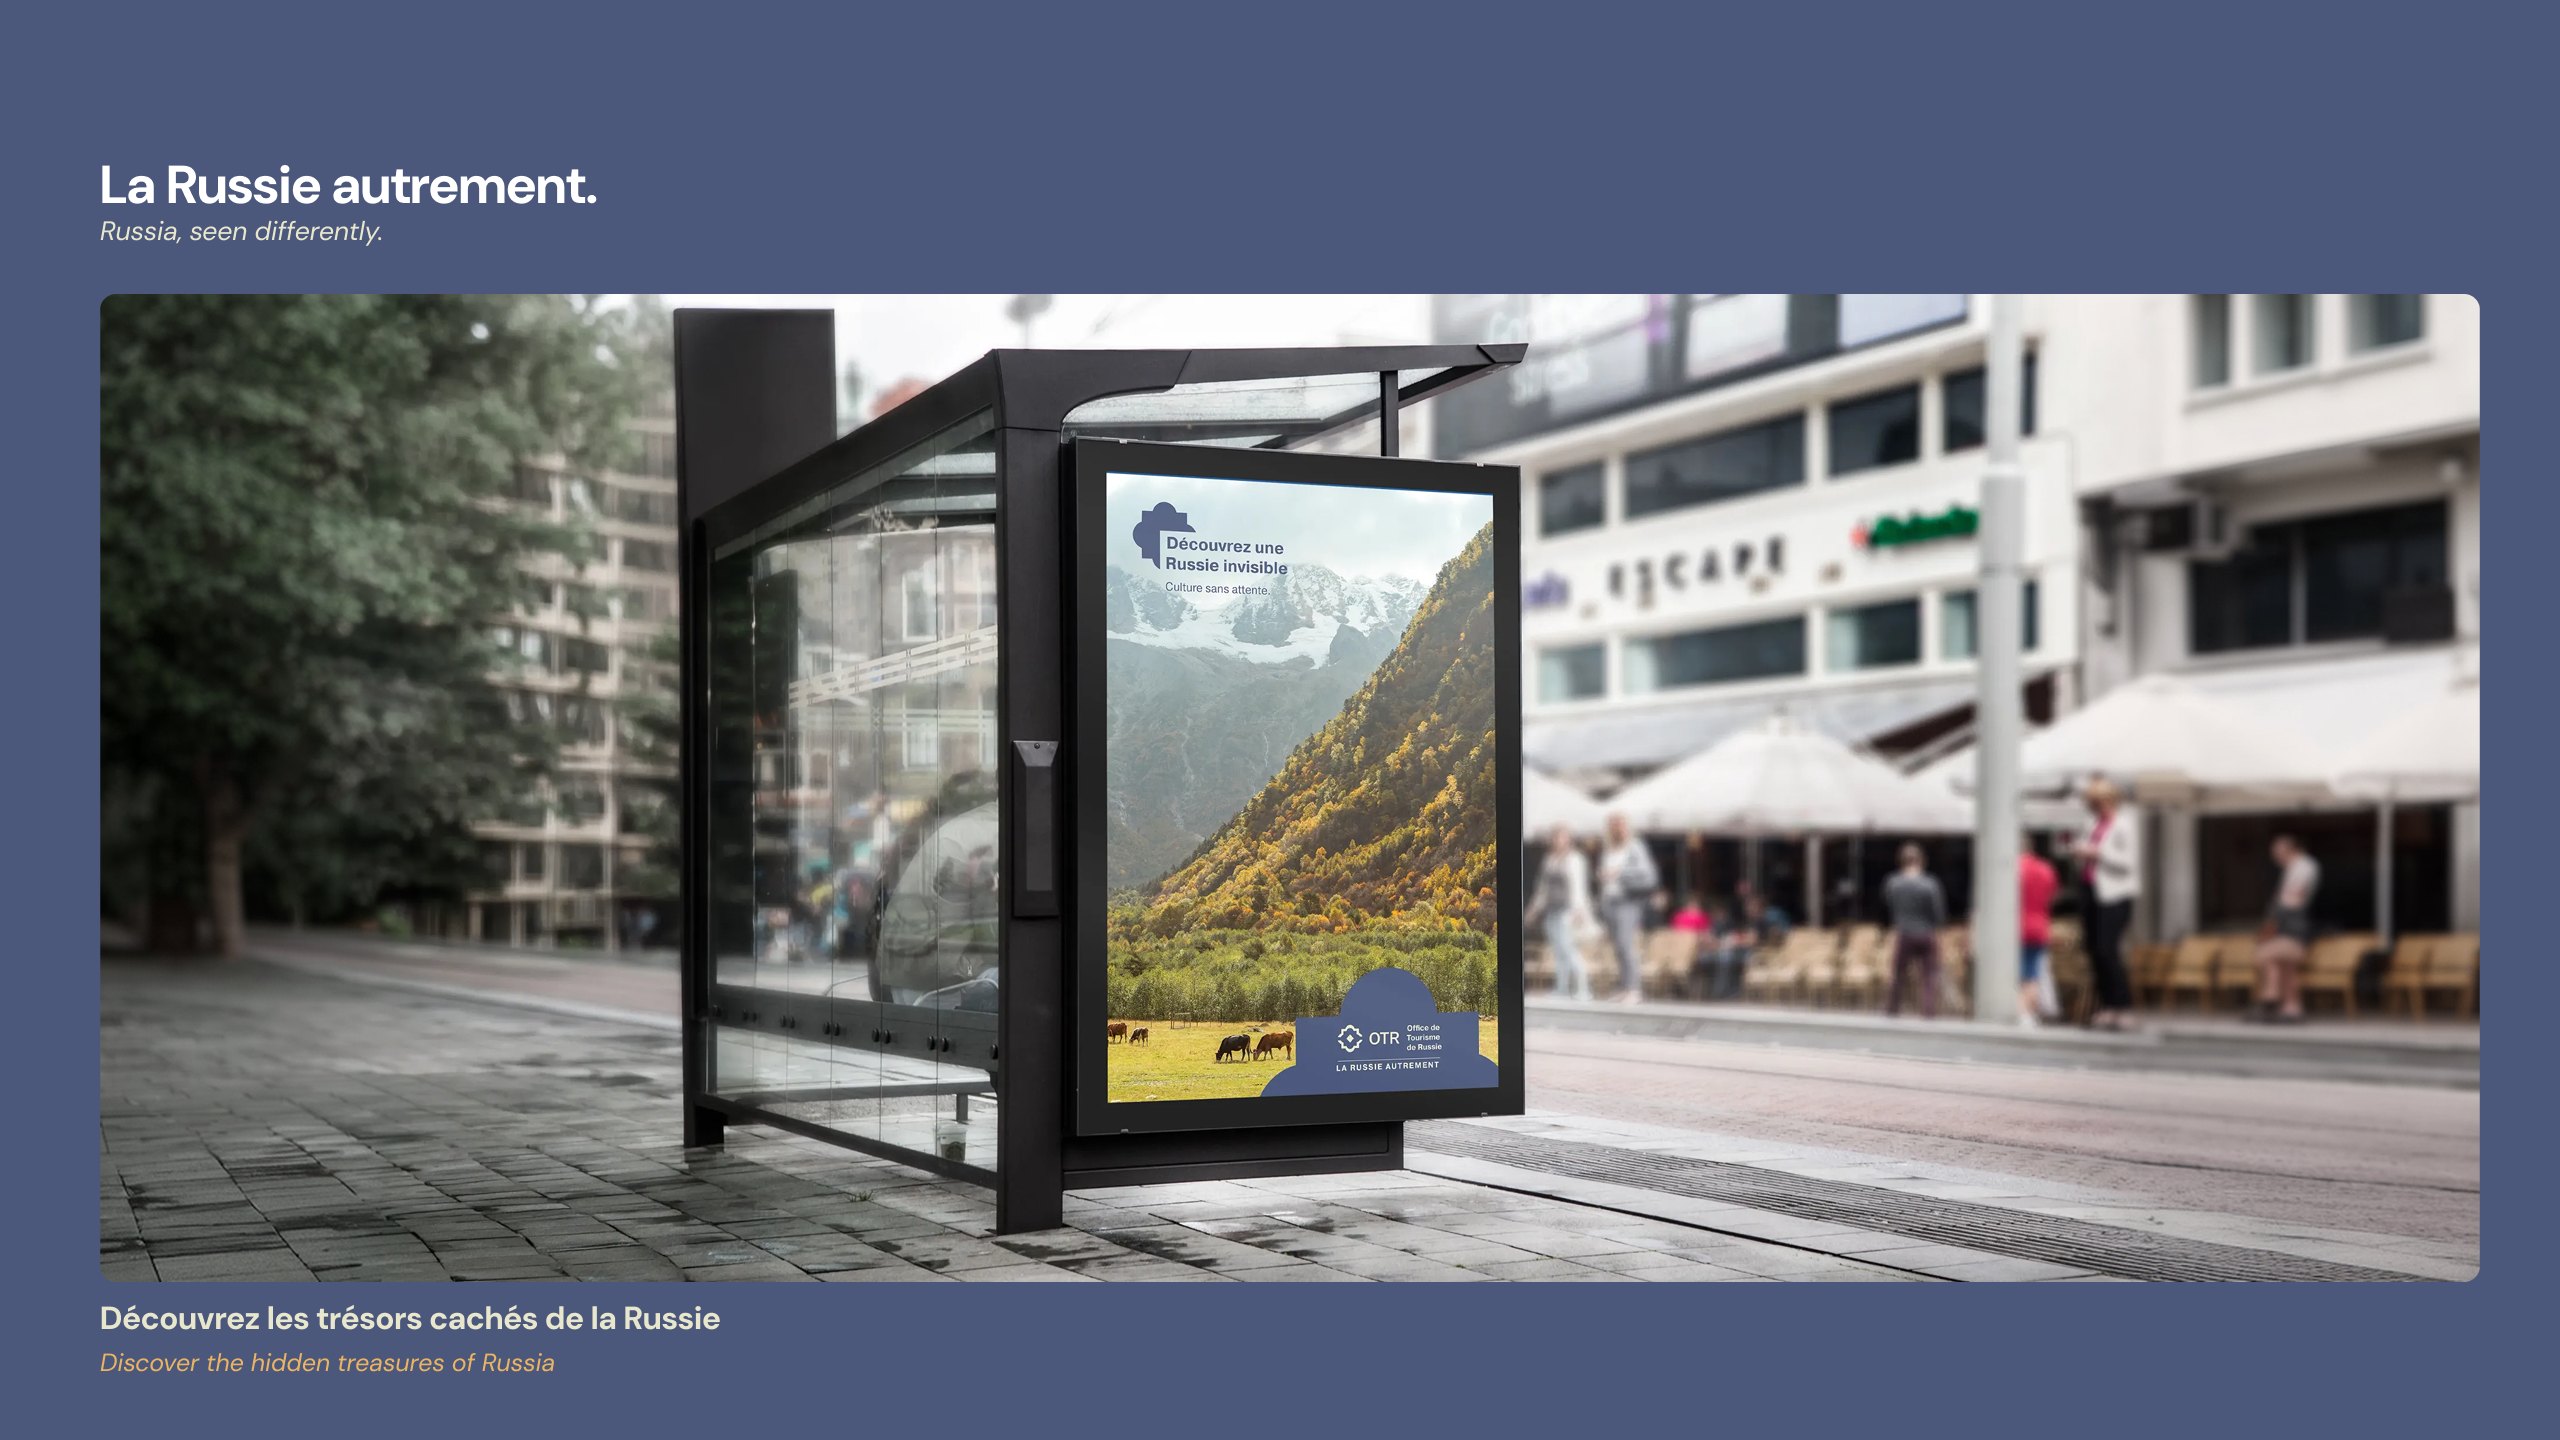 La Russie autrement.
Russia, seen differently.
Découvrez une
Russie invisible
Culture sans attente.
ESCAPE
OTR
Office de
Tourisme
de Russie
LA RUSSIE AUTREMENT
Découvrez les trésors cachés de la Russie
Discover the hidden treasures of Russia